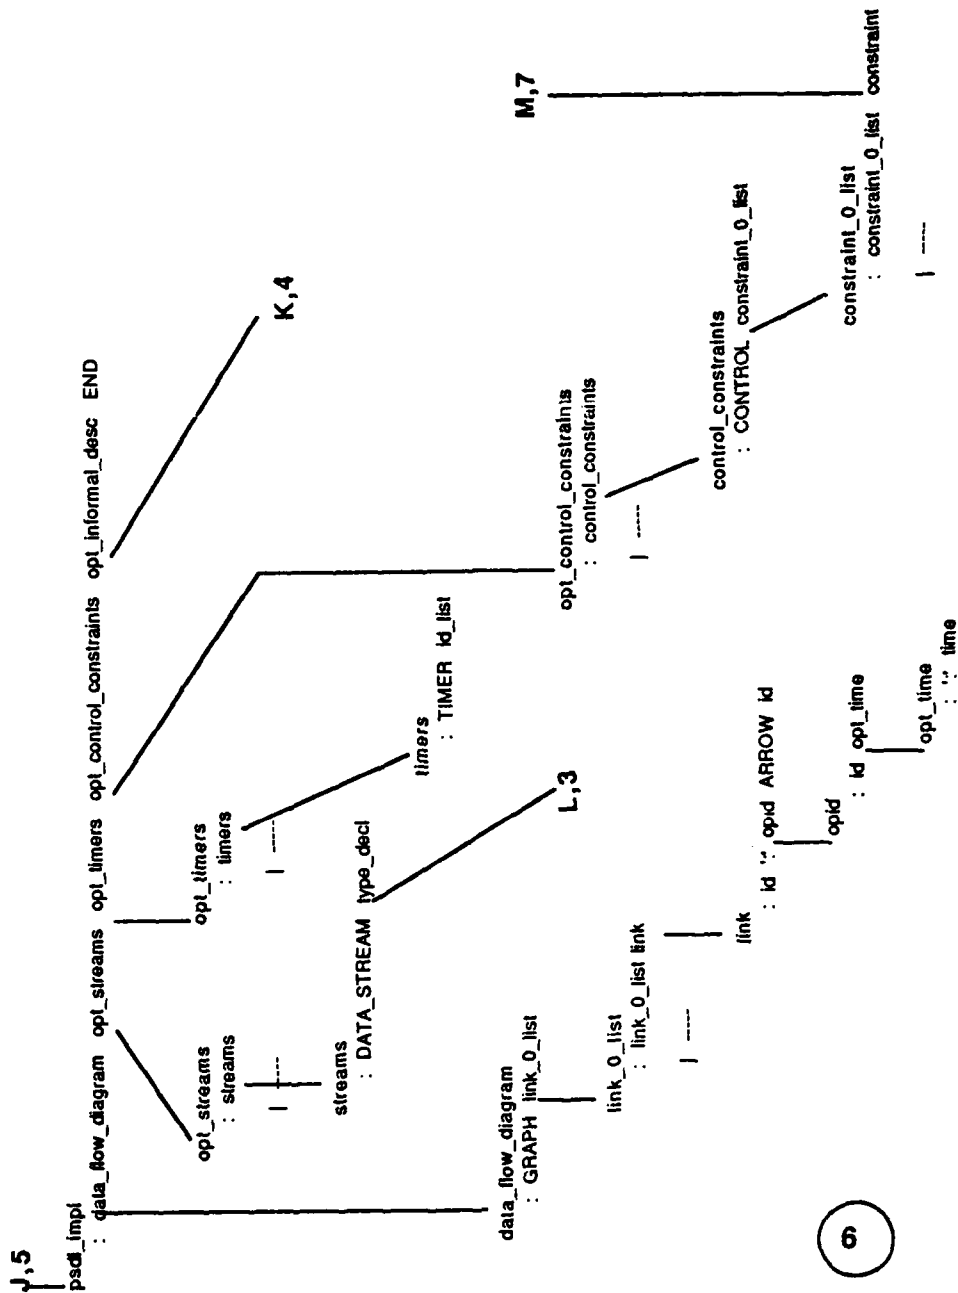 J,5
psdl_impl
: data_flow_diagram opt_streams opt_timers opt_control_constraints opt_informal_desc END
K,4
opt_streams
: streams
| -----
streams
: DATA_STREAM type_decl
L,3
opt_timers
: timers
| -----
timers
: TIMER id_list
data_flow_diagram
: GRAPH link_0_list
link_0_list
: link_0_list link
| -----
link
: id ':' opid ARROW id
opid
: id opt_time
opt_time
: ':' time
opt_control_constraints
: control_constraints
| -----
control_constraints
: CONTROL constraint_0_list
constraint_0_list
: constraint_0_list constraint
| -----
M,7
6